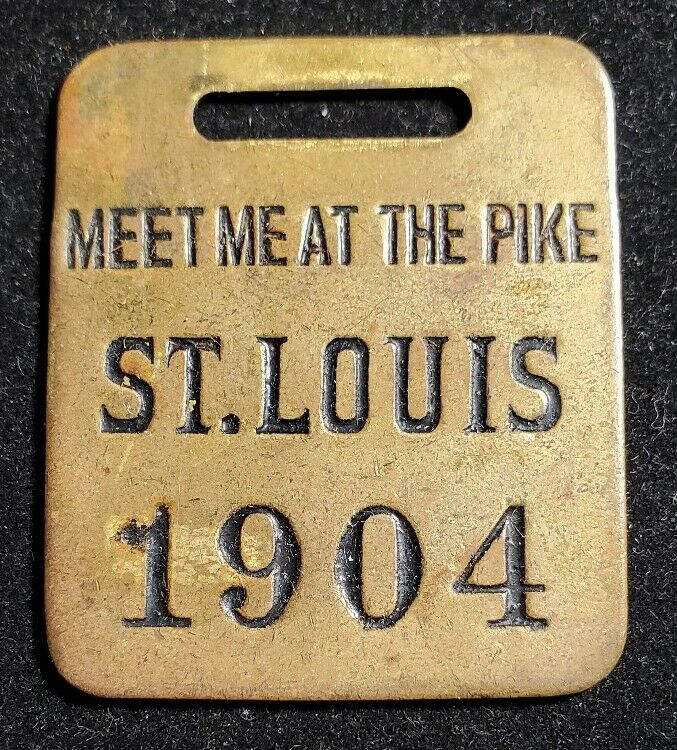 MEET ME AT THE PIKE
ST. LOUIS
1904